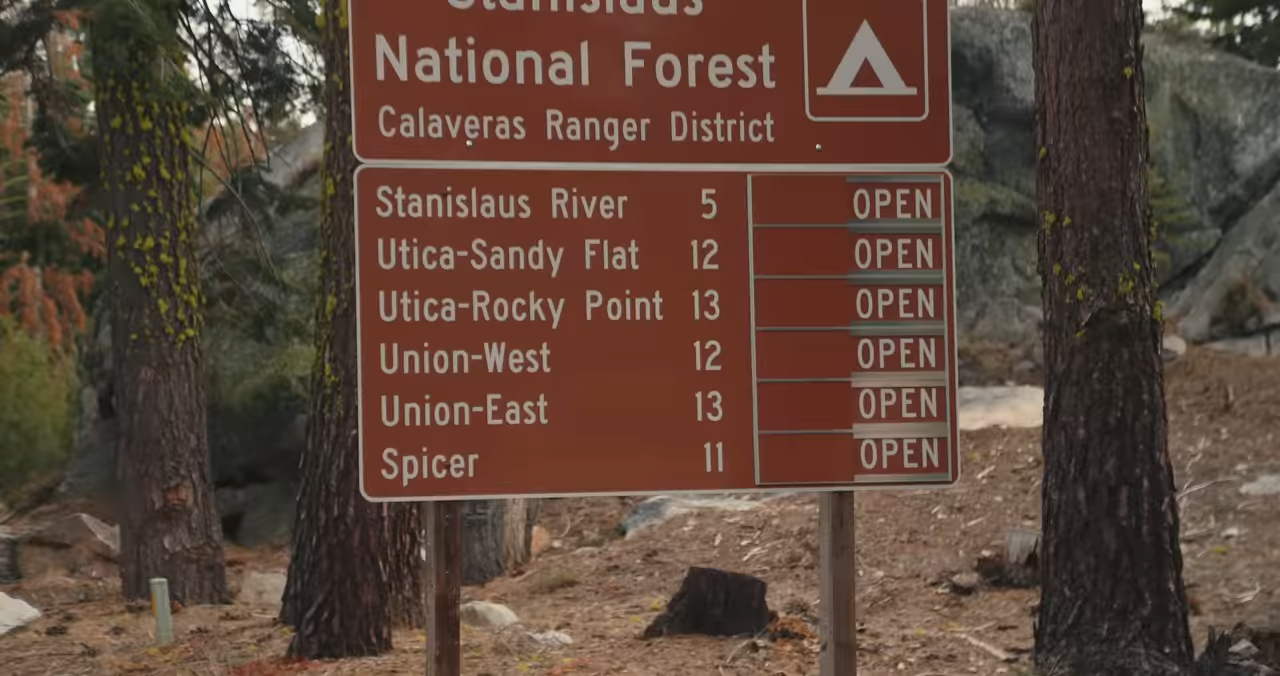 Stanislaus
National Forest
Calaveras Ranger District
Stanislaus River 5 OPEN
Utica-Sandy Flat 12 OPEN
Utica-Rocky Point 13 OPEN
Union-West 12 OPEN
Union-East 13 OPEN
Spicer 11 OPEN